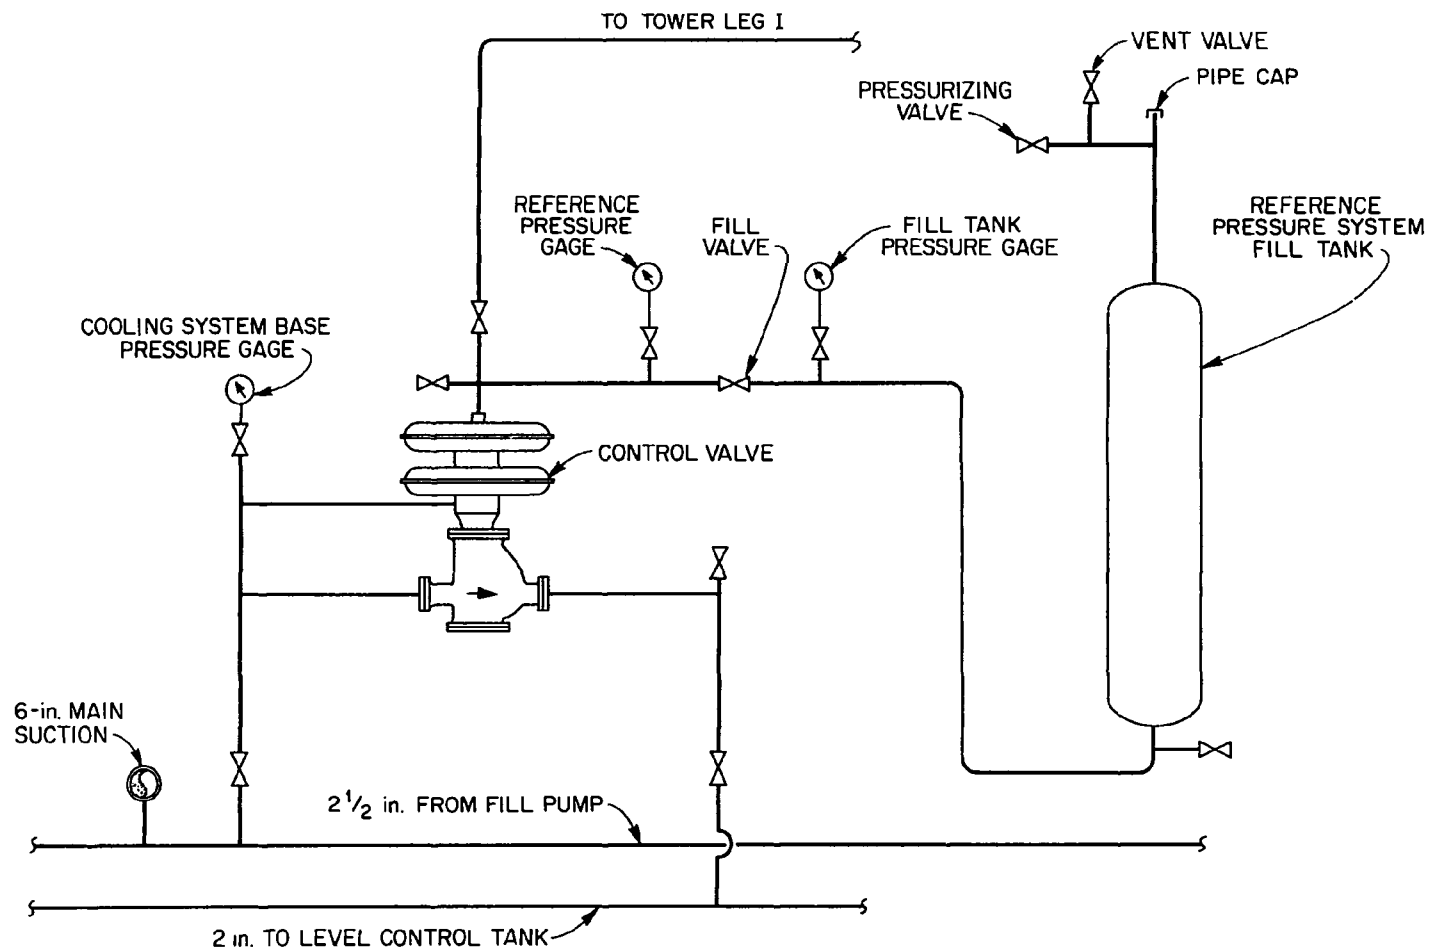 TO TOWER LEG I
VENT VALVE
PIPE CAP
PRESSURIZING
VALVE
REFERENCE
PRESSURE
GAGE
FILL
VALVE
FILL TANK
PRESSURE GAGE
REFERENCE
PRESSURE SYSTEM
FILL TANK
COOLING SYSTEM BASE
PRESSURE GAGE
CONTROL VALVE
6-in. MAIN
SUCTION
2 1/2 in. FROM FILL PUMP
2 in. TO LEVEL CONTROL TANK